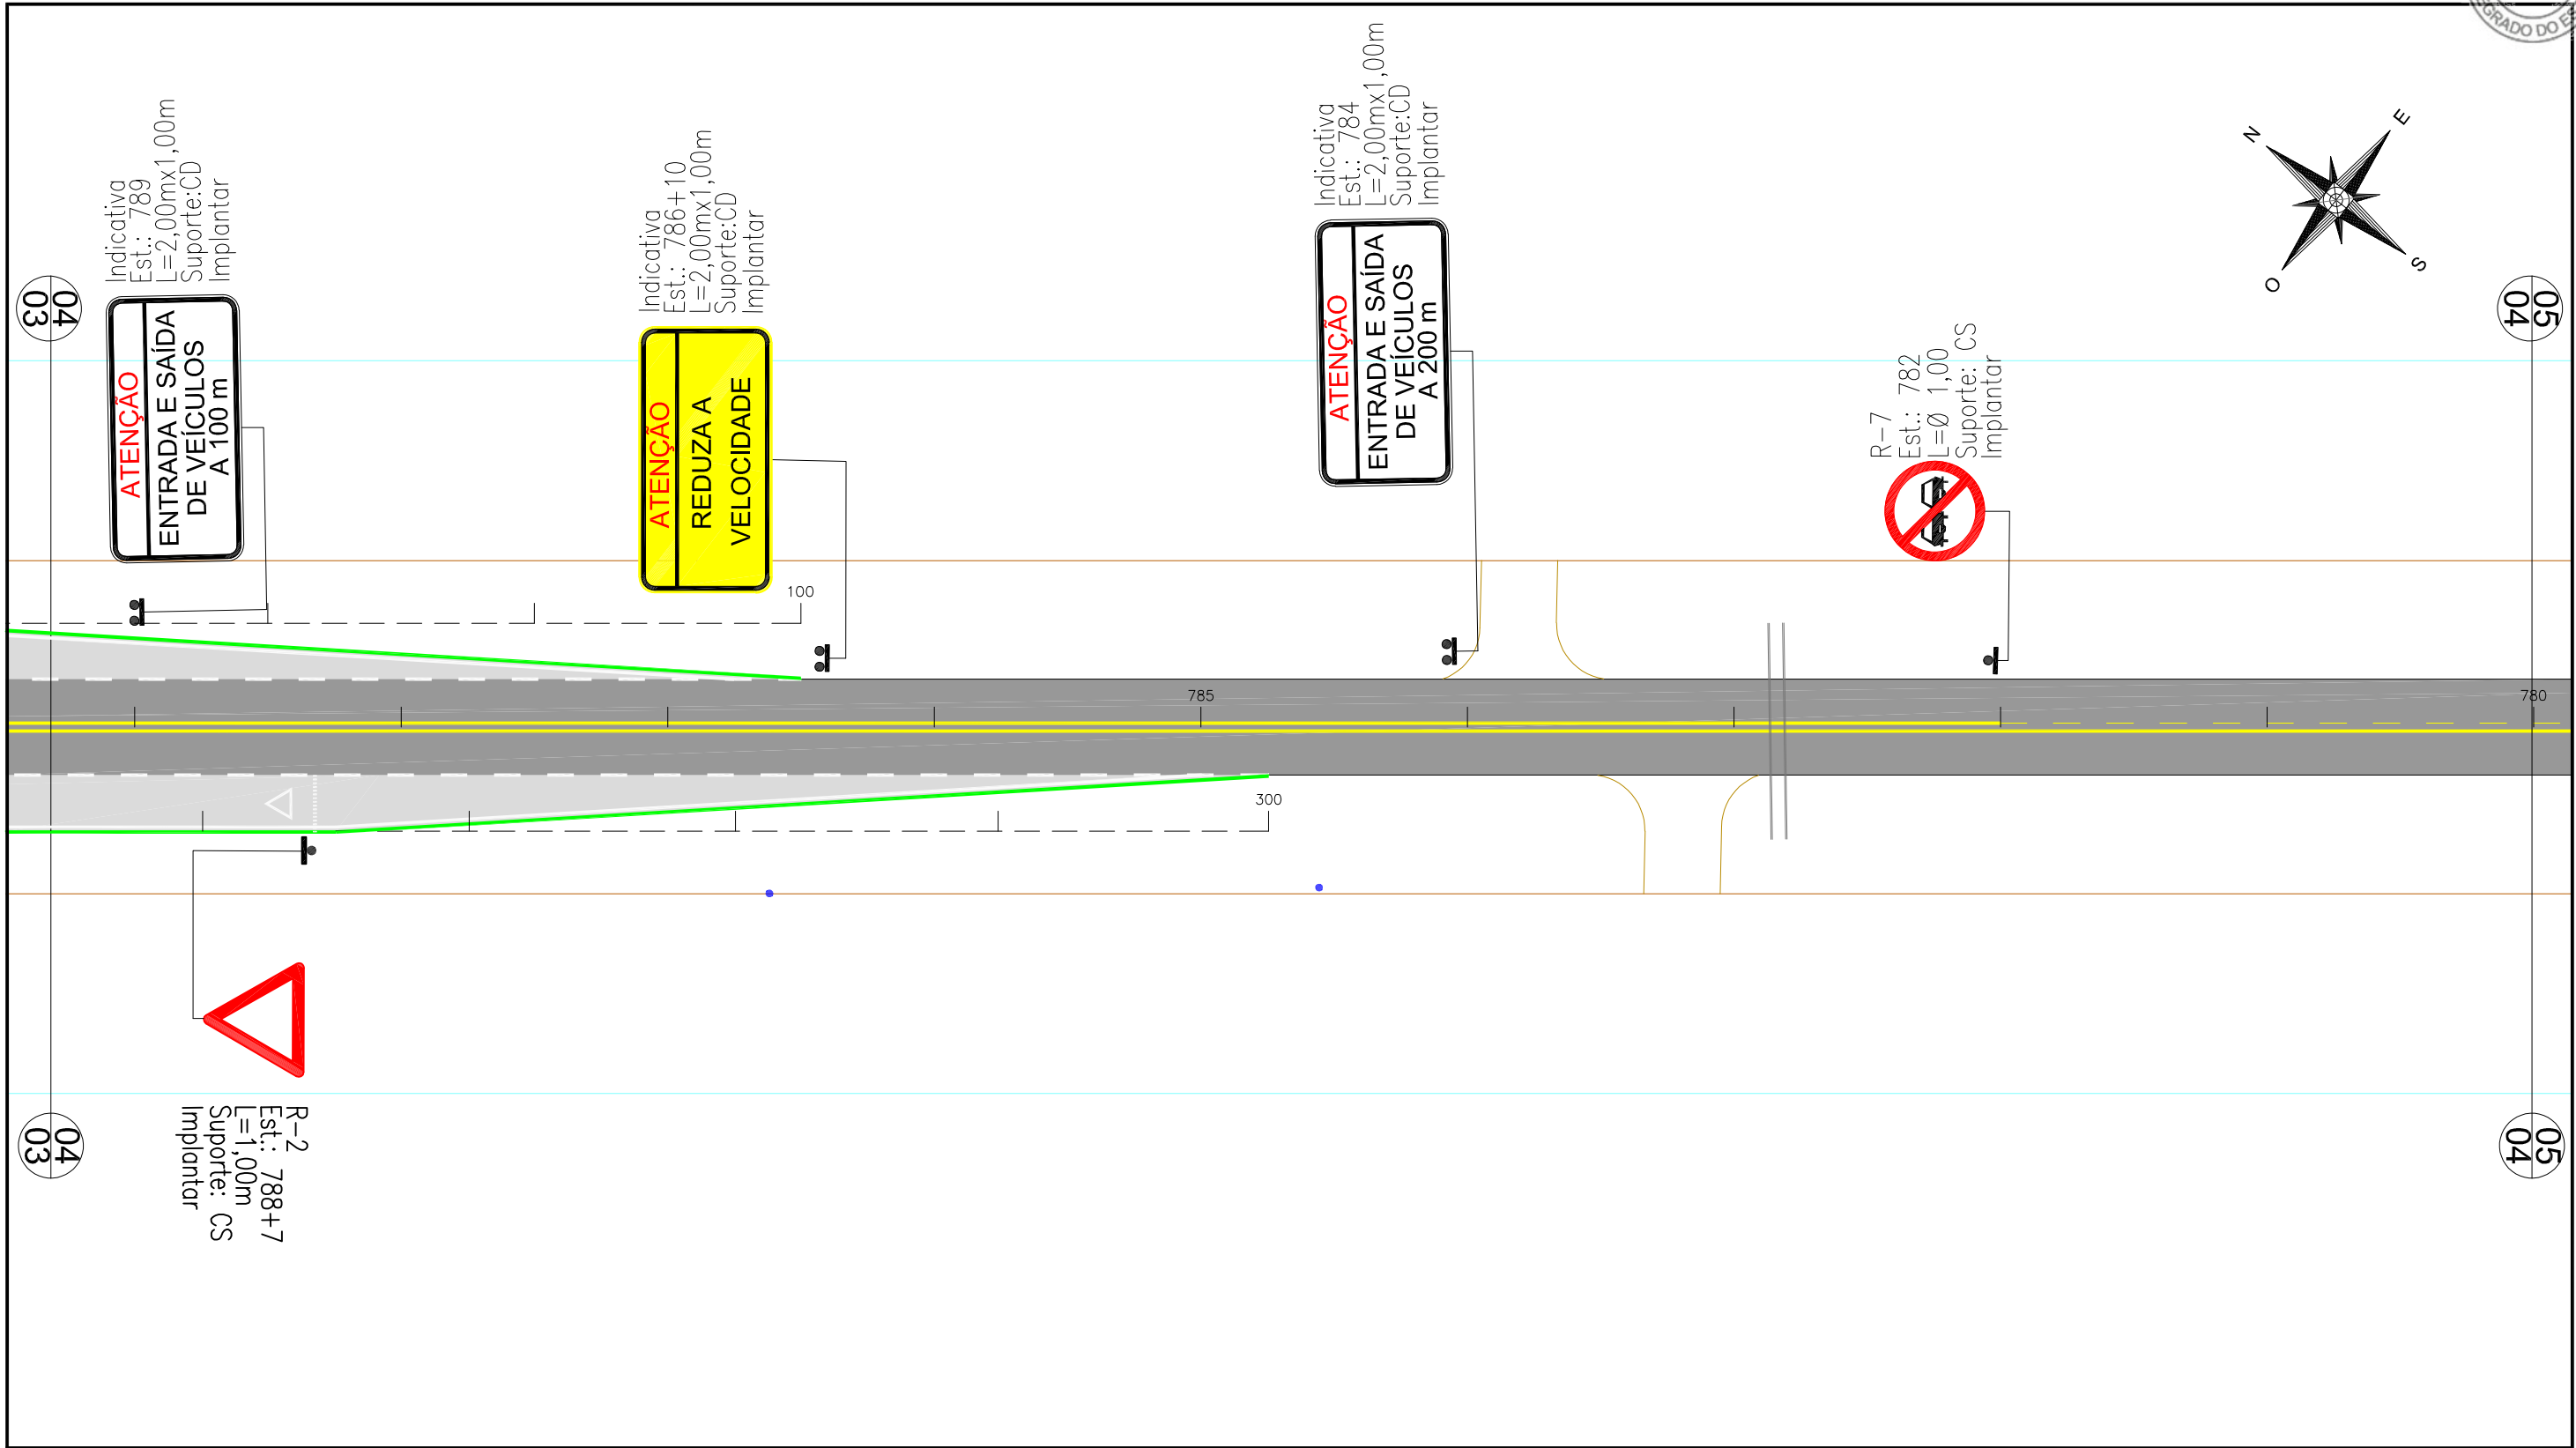 Indicativa
Est.: 789
L=2,00mx1,00m
Suporte:CD
Implantar
ATENÇÃO
ENTRADA E SAÍDA
DE VEÍCULOS
A 100 m
Indicativa
Est.: 786+10
L=2,00mx1,00m
Suporte:CD
Implantar
ATENÇÃO
REDUZA A
VELOCIDADE
Indicativa
Est.: 784
L=2,00mx1,00m
Suporte:CD
Implantar
ATENÇÃO
ENTRADA E SAÍDA
DE VEÍCULOS
A 200 m
R-7
Est.: 782
L=Ø 1,00
Suporte: CS
Implantar
N
E
S
O
04
03
05
04
100
785
780
300
R-2
Est.: 788+7
L=1,00m
Suporte: CS
Implantar
04
03
05
04